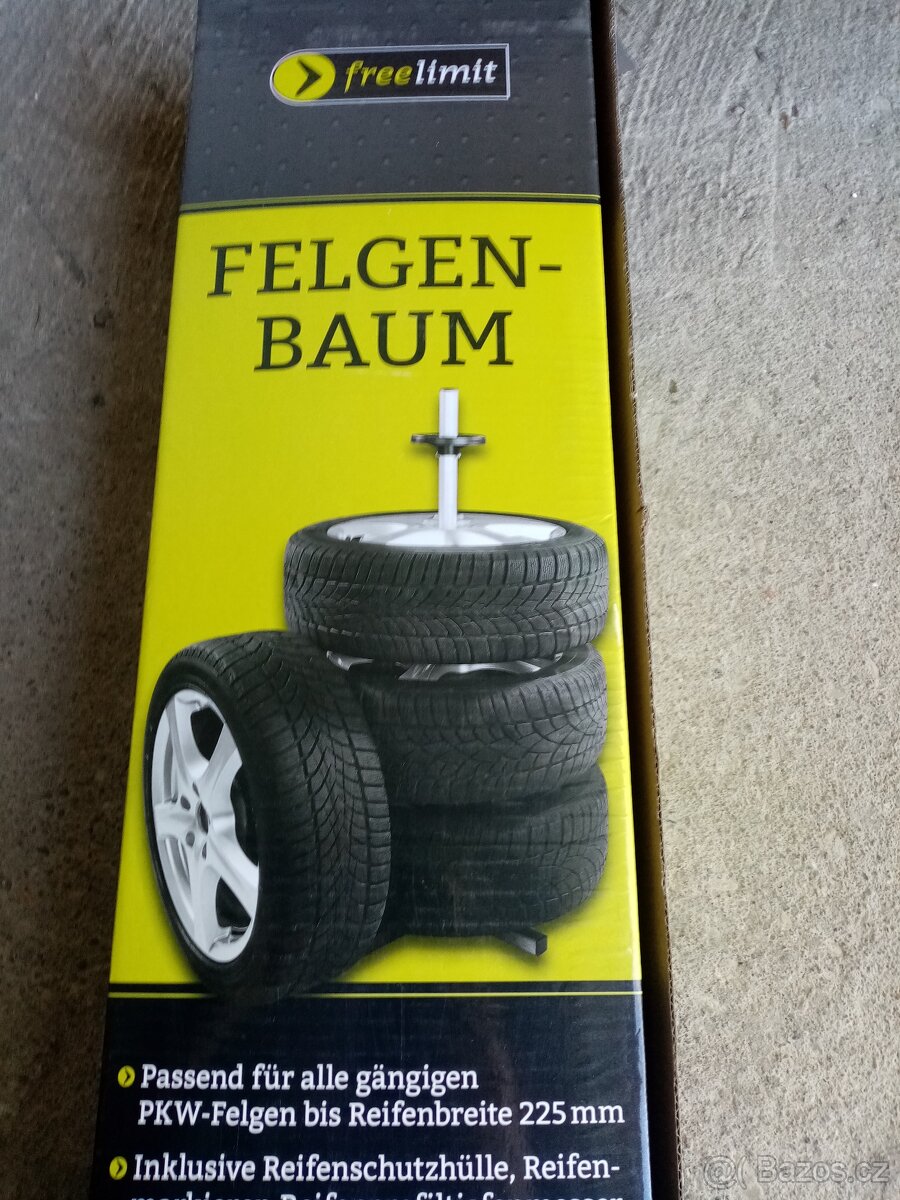 freelimit
FELGEN-
BAUM
Passend für alle gängigen
PKW-Felgen bis Reifenbreite 225 mm
Inklusive Reifenschutzhülle, Reifen-
Bazos.cz